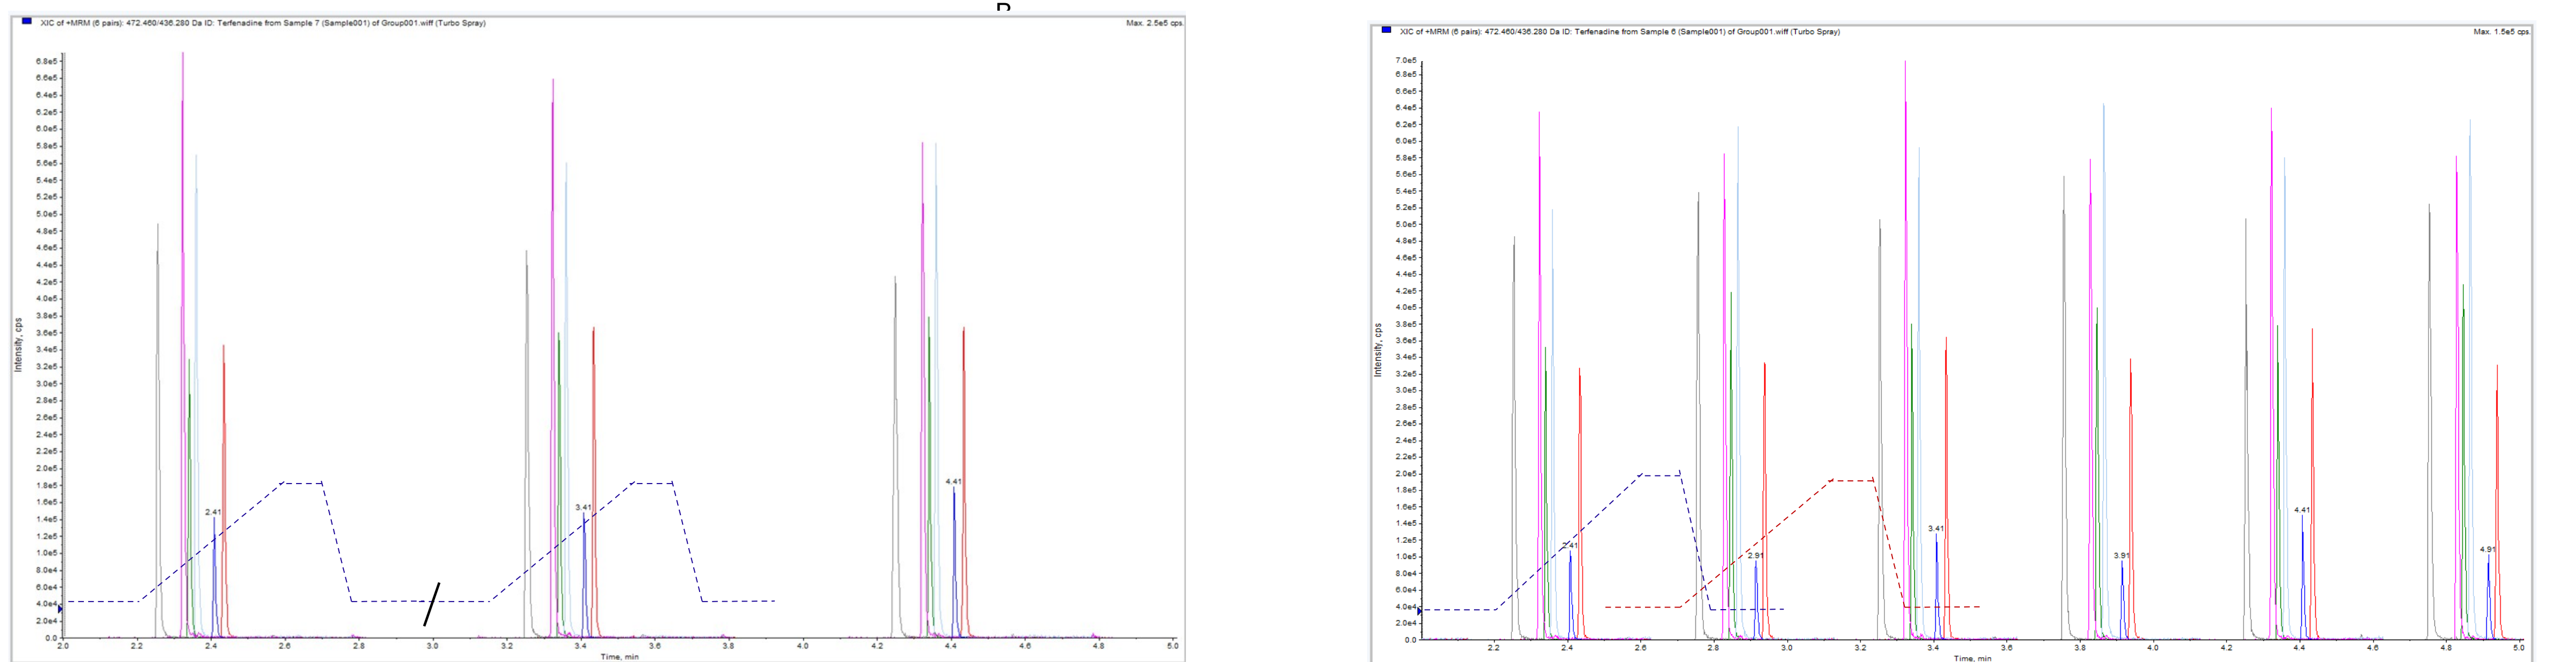 XIC of +MRM (6 pairs): 472.460/436.280 Da ID: Terfenadine from Sample 7 (Sample001) of Group001.wiff (Turbo Spray)
Max. 2.5e5 cps.
6.8e5
6.6e5
6.4e5
6.2e5
6.0e5
5.8e5
5.6e5
5.4e5
5.2e5
5.0e5
4.8e5
4.6e5
4.4e5
4.2e5
4.0e5
3.8e5
3.6e5
3.4e5
3.2e5
3.0e5
2.8e5
2.6e5
2.4e5
2.2e5
2.0e5
1.8e5
1.6e5
1.4e5
1.2e5
1.0e5
8.0e4
6.0e4
4.0e4
2.0e4
0.0
Intensity, cps
2.41
3.41
4.41
2.0 2.2 2.4 2.6 2.8 3.0 3.2 3.4 3.6 3.8 4.0 4.2 4.4 4.6 4.8 5.0
Time, min
XIC of +MRM (6 pairs): 472.460/436.280 Da ID: Terfenadine from Sample 6 (Sample001) of Group001.wiff (Turbo Spray)
Max. 1.5e5 cps.
7.0e5
6.8e5
6.6e5
6.4e5
6.2e5
6.0e5
5.8e5
5.6e5
5.4e5
5.2e5
5.0e5
4.8e5
4.6e5
4.4e5
4.2e5
4.0e5
3.8e5
3.6e5
3.4e5
3.2e5
3.0e5
2.8e5
2.6e5
2.4e5
2.2e5
2.0e5
1.8e5
1.6e5
1.4e5
1.2e5
1.0e5
8.0e4
6.0e4
4.0e4
2.0e4
0.0
Intensity, cps
2.41
2.91
3.41
3.91
4.41
4.91
2.2 2.4 2.6 2.8 3.0 3.2 3.4 3.6 3.8 4.0 4.2 4.4 4.6 4.8 5.0
Time, min